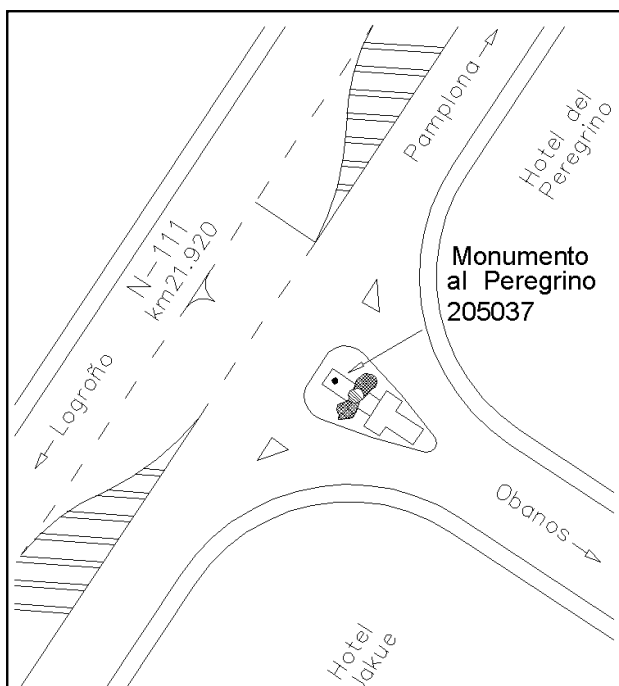 Pamplona
Hotel del
Peregrino
N-111
km21.920
Monumento
al Peregrino
205037
Logroño
Obanos
Hotel
Jakue